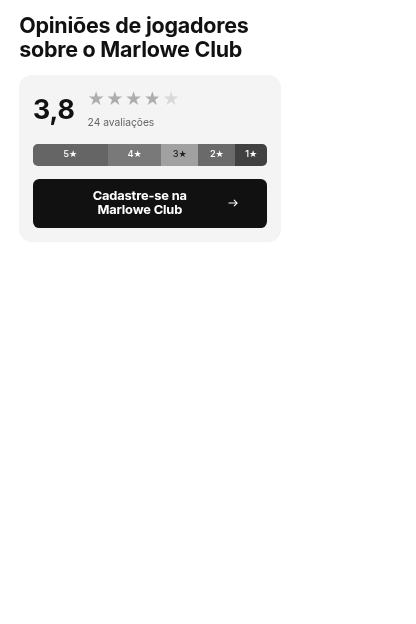 Opiniões de jogadores
sobre o Marlowe Club
3,8
★★★★★
24 avaliações
5★ 4★ 3★ 2★ 1★
Cadastre-se na
Marlowe Club →